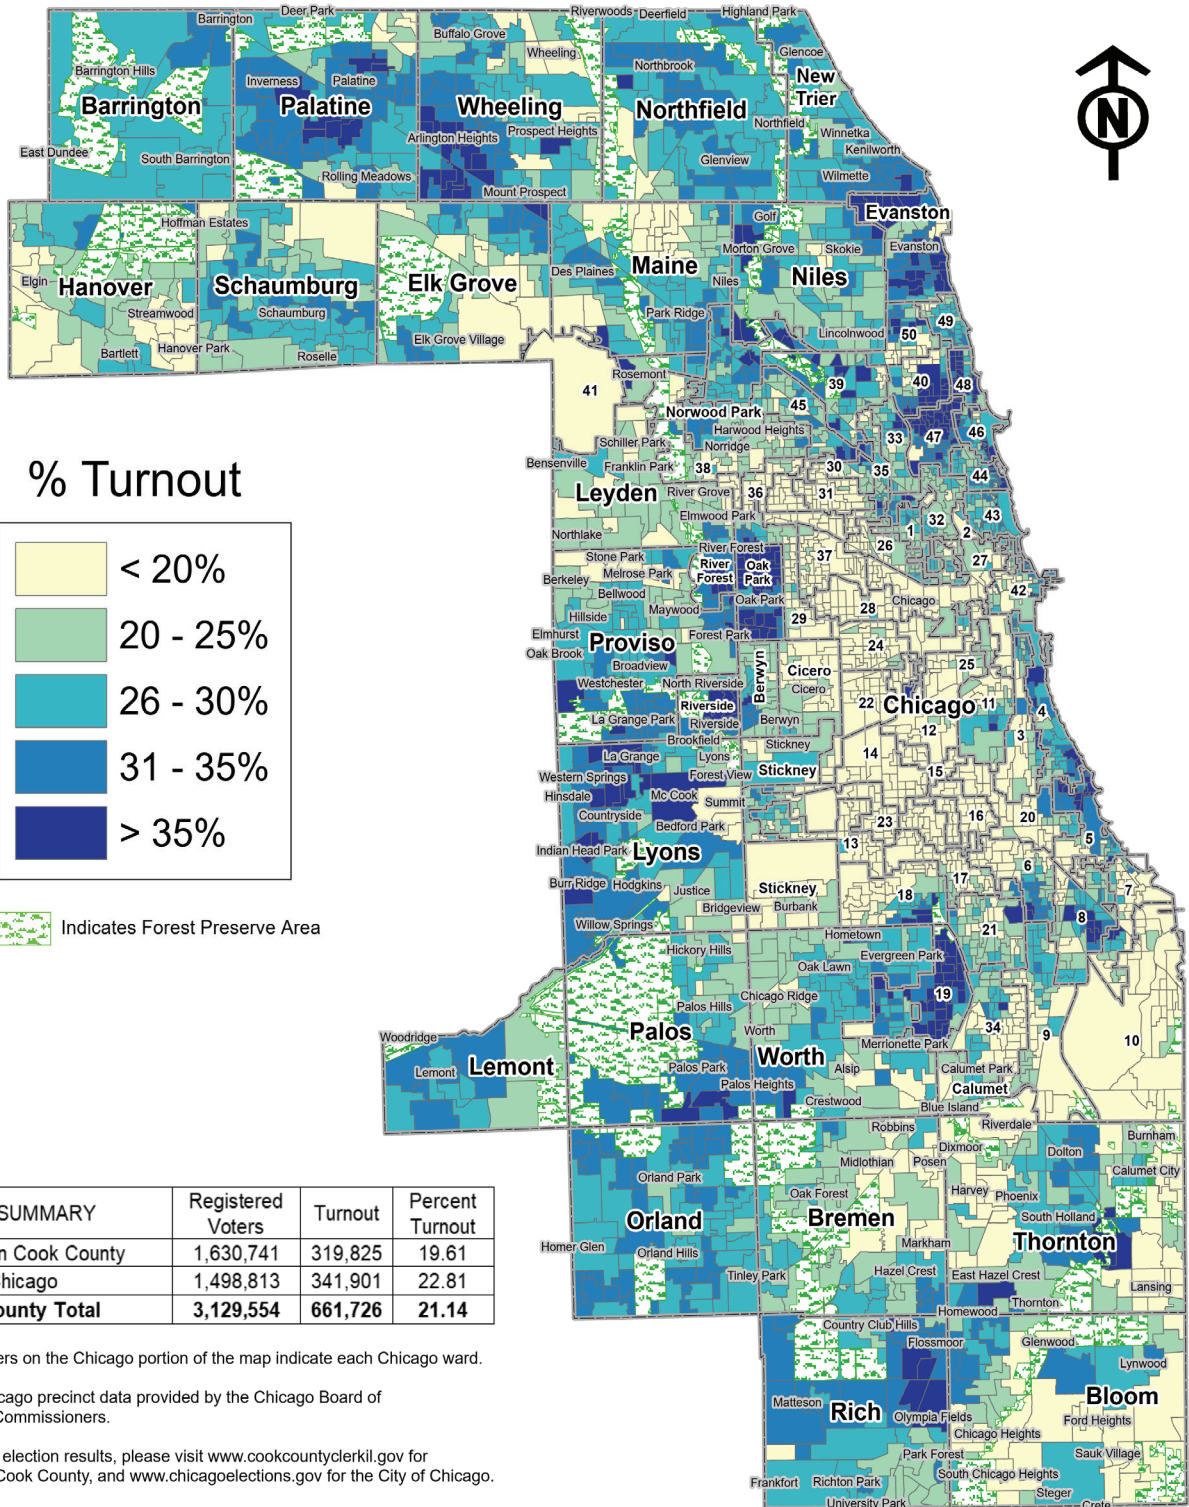 Barrington
Deer Park
Riverwoods
Deerfield
Highland Park
Buffalo Grove
Wheeling
Glencoe
Northbrook
Barrington Hills
Inverness
Palatine
New
Trier
Barrington
Palatine
Wheeling
Northfield
Northfield
Arlington Heights
Prospect Heights
Winnetka
Kenilworth
East Dundee
South Barrington
Glenview
Rolling Meadows
Wilmette
Mount Prospect
N
Hoffman Estates
Golf
Evanston
Morton Grove
Skokie
Evanston
Elgin
Hanover
Schaumburg
Elk Grove
Des Plaines
Maine
Niles
Niles
Streamwood
Schaumburg
Park Ridge
Lincolnwood
50
49
Bartlett
Hanover Park
Roselle
Elk Grove Village
Rosemont
41
39
40
48
Norwood Park
45
Harwood Heights
Norridge
33
47
46
Schiller Park
Bensenville
Franklin Park
38
30
35
44
Leyden
River Grove
36
31
Elmwood Park
1
32
2
43
Northlake
River Forest
37
26
27
Stone Park
Melrose Park
River
Forest
Oak
Park
Berkeley
Bellwood
Maywood
Oak Park
28
Chicago
42
Hillside
29
Elmhurst
Proviso
Forest Park
24
Oak Brook
Broadview
Berwyn
Cicero
25
Westchester
North Riverside
Cicero
Riverside
22
Chicago
11
4
La Grange Park
Riverside
Berwyn
12
3
Brookfield
Stickney
La Grange
Lyons
14
Western Springs
Forest View
Stickney
15
Hinsdale
Mc Cook
Summit
Countryside
23
16
20
Bedford Park
5
Indian Head Park
Lyons
13
6
Burr Ridge
Hodgkins
Justice
Stickney
18
17
7
Bridgeview
Burbank
8
Willow Springs
Hometown
21
Hickory Hills
Evergreen Park
Oak Lawn
19
Palos Hills
Chicago Ridge
Woodridge
Palos
Worth
34
9
10
Merrionette Park
Lemont
Lemont
Worth
Palos Park
Alsip
Calumet Park
Palos Heights
Calumet
Crestwood
Blue Island
Robbins
Riverdale
Dixmoor
Dolton
Burnham
Midlothian
Posen
Calumet City
Orland Park
Oak Forest
Harvey
Phoenix
Orland
Bremen
South Holland
Homer Glen
Orland Hills
Markham
Thornton
Tinley Park
Hazel Crest
East Hazel Crest
Lansing
Thornton
Homewood
Country Club Hills
Flossmoor
Glenwood
Lynwood
Matteson
Rich
Olympia Fields
Bloom
Ford Heights
Chicago Heights
Park Forest
Sauk Village
Frankfort
Richton Park
South Chicago Heights
Steger
University Park
Crete
% Turnout
< 20%
20 - 25%
26 - 30%
31 - 35%
> 35%
Indicates Forest Preserve Area
SUMMARY Registered Voters Turnout Percent Turnout
n Cook County 1,630,741 319,825 19.61
hicago 1,498,813 341,901 22.81
ounty Total 3,129,554 661,726 21.14
ers on the Chicago portion of the map indicate each Chicago ward.
cago precinct data provided by the Chicago Board of
Commissioners.
election results, please visit www.cookcountyclerkil.gov for
Cook County, and www.chicagoelections.gov for the City of Chicago.